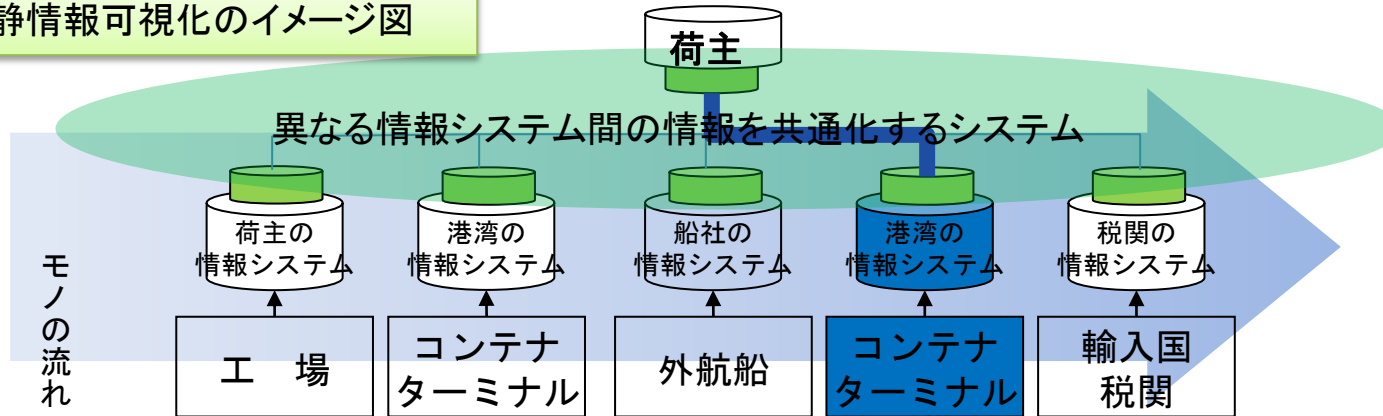 静情報可視化のイメージ図
荷主
異なる情報システム間の情報を共通化するシステム
荷主の
情報システム
港湾の
情報システム
船社の
情報システム
港湾の
情報システム
税関の
情報システム
モノの流れ
工 場
コンテナ
ターミナル
外航船
コンテナ
ターミナル
輸入国
税関